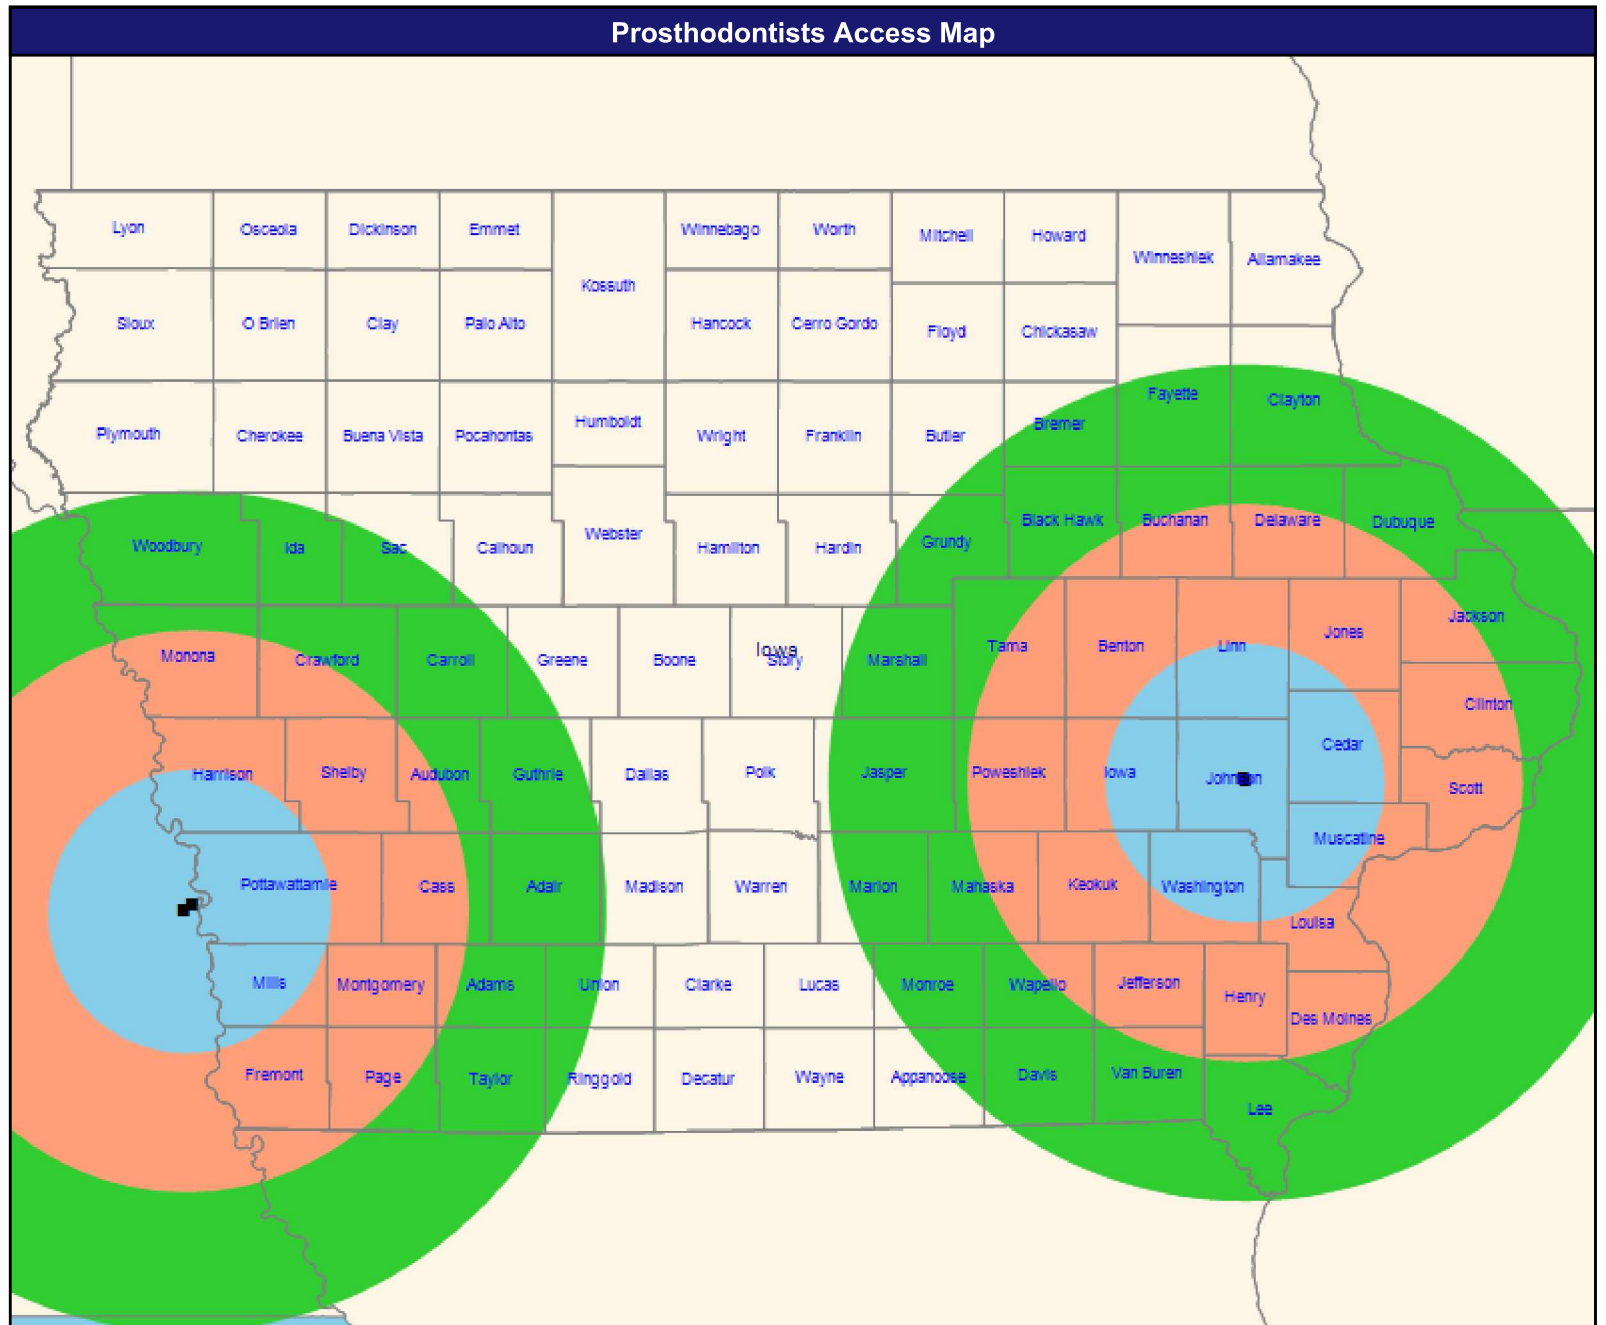 Prosthodontists Access Map
Lyon Osceola Dickinson Emmet Winnebago Worth Mitchell Howard
Winneshiek Allamakee
Kossuth
Sioux O Brien Clay Palo Alto Hancock Cerro Gordo Floyd Chickasaw
Fayette Clayton
Plymouth Cherokee Buena Vista Pocahontas Humboldt Wright Franklin Butler Bremer
Woodbury Ida Sac Calhoun Webster Hamilton Hardin Grundy Black Hawk Buchanan Delaware Dubuque
Jackson
Monona Crawford Carroll Greene Boone Story Marshall Tama Benton Linn Jones
Iowa
Clinton
Harrison Shelby Audubon Guthrie Dallas Polk Jasper Poweshiek Iowa Johnson Cedar Scott
Muscatine
Pottawattamie Cass Adair Madison Warren Marion Mahaska Keokuk Washington
Louisa
Mills Montgomery Adams Union Clarke Lucas Monroe Wapello Jefferson Henry
Des Moines
Fremont Page Taylor Ringgold Decatur Wayne Appanoose Davis Van Buren
Lee